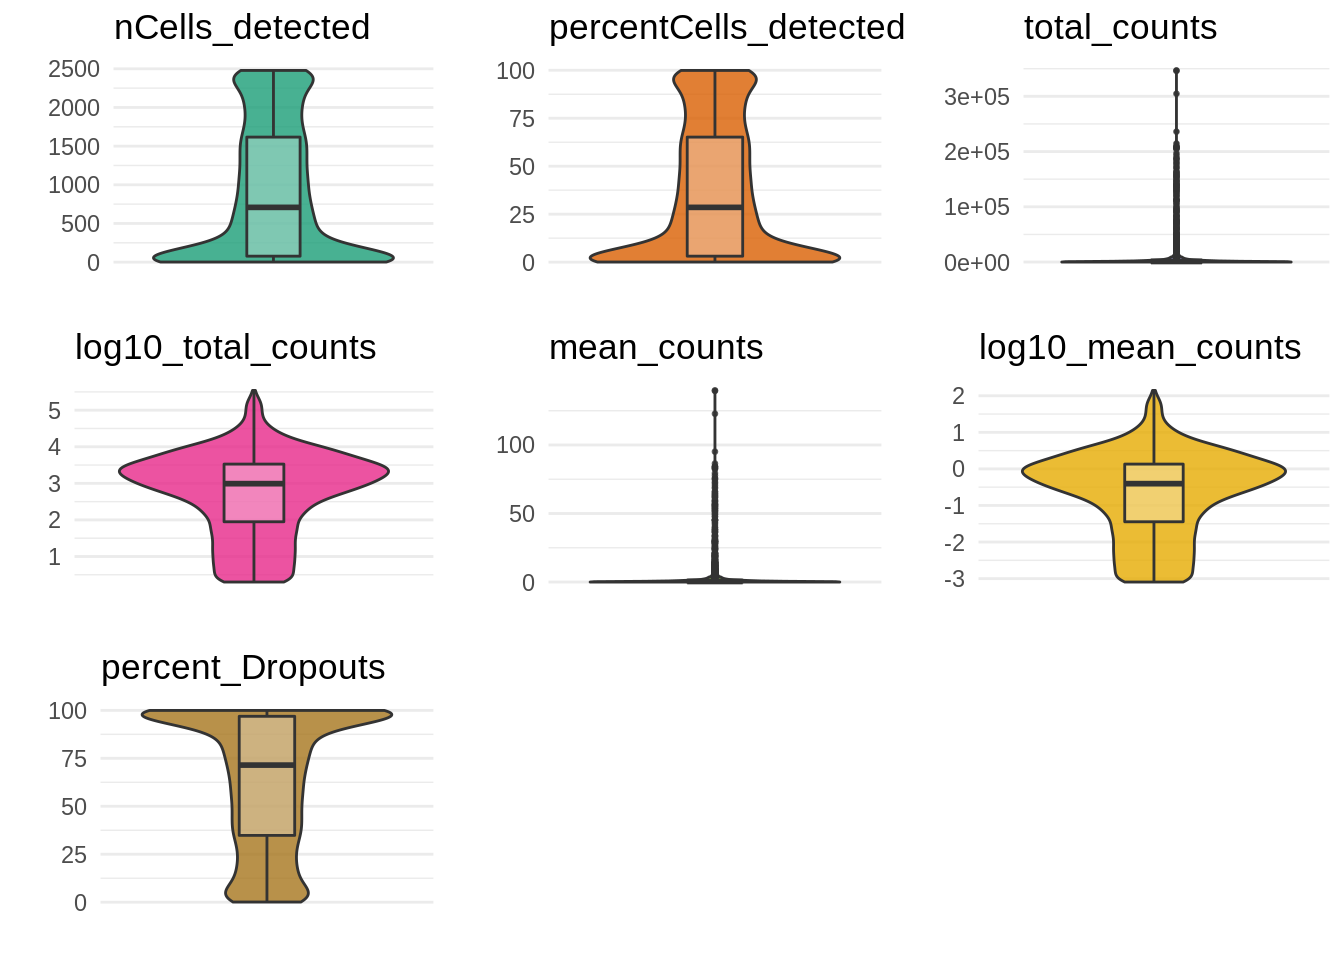 nCells_detected
2500
2000
1500
1000
500
0
percentCells_detected
100
75
50
25
0
total_counts
3e+05
2e+05
1e+05
0e+00
log10_total_counts
5
4
3
2
1
mean_counts
100
50
0
log10_mean_counts
2
1
0
-1
-2
-3
percent_Dropouts
100
75
50
25
0